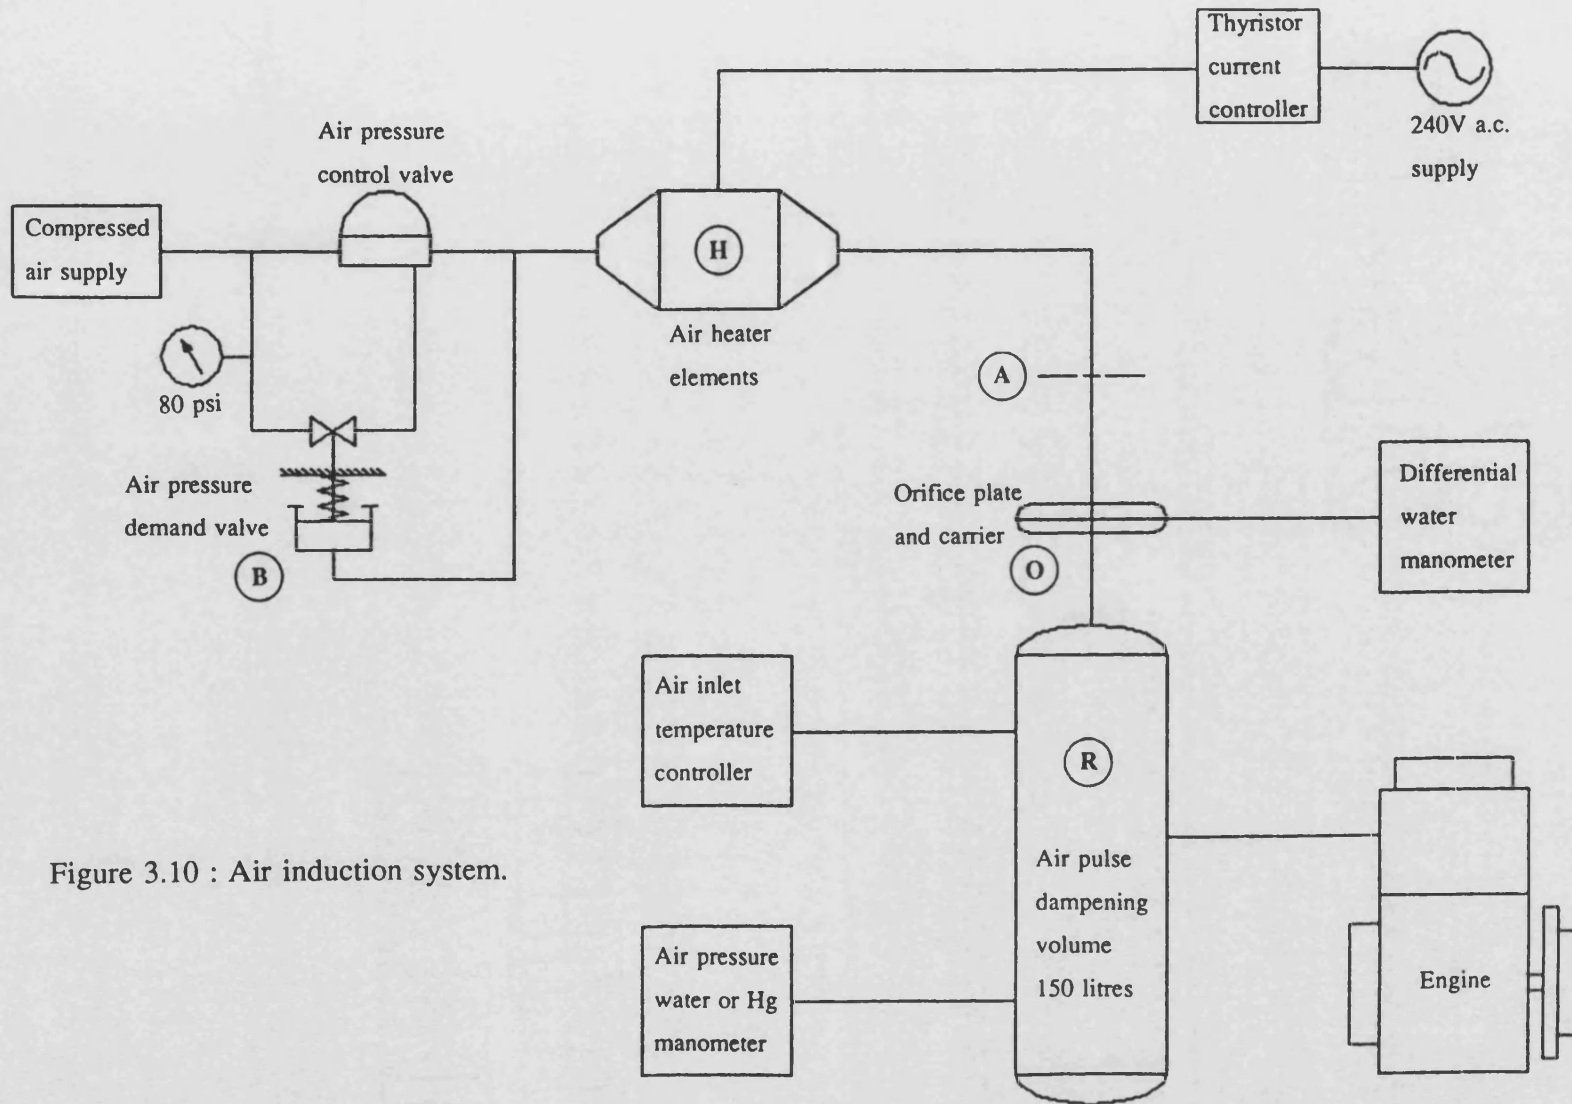 Thyristor
current
controller
240V a.c.
supply
Air pressure
control valve
Compressed
air supply
H
Air heater
elements
80 psi
A
Air pressure
demand valve
B
Orifice plate
and carrier
O
Differential
water
manometer
Air inlet
temperature
controller
R
Air pulse
dampening
volume
150 litres
Figure 3.10 : Air induction system.
Air pressure
water or Hg
manometer
Engine